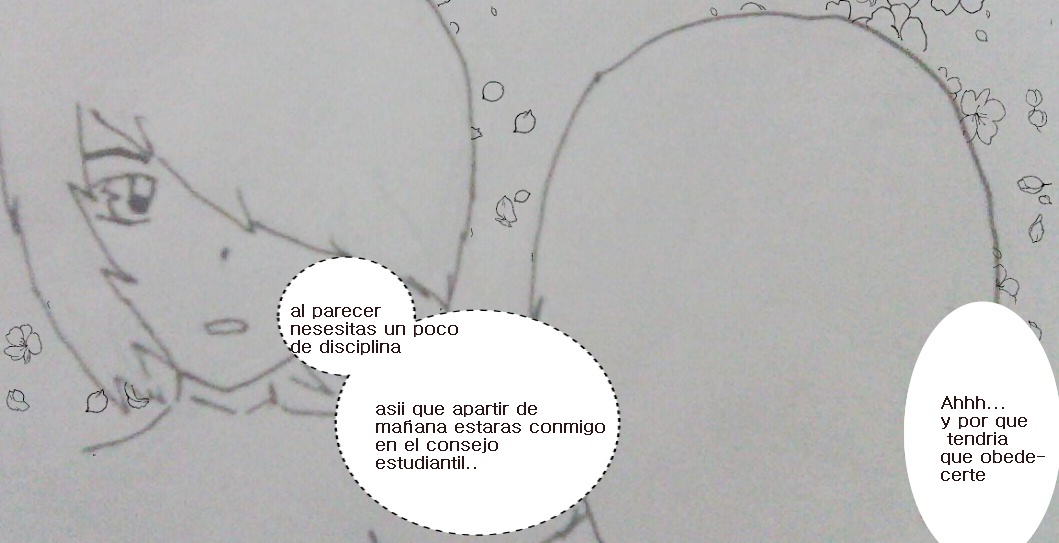 al parecer
nesesitas un poco
de disciplina
asii que apartir de
mañana estaras conmigo
en el consejo
estudiantil..
Ahhh...
y por que
tendria
que obede-
certe